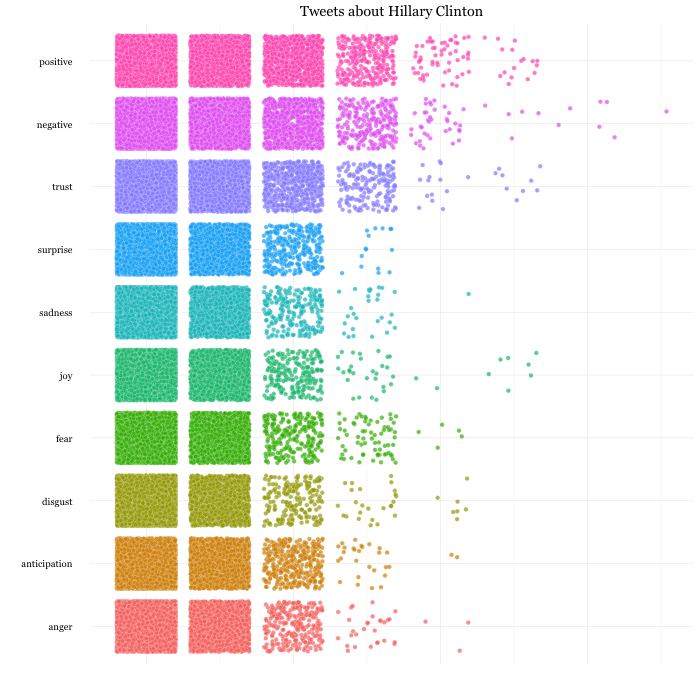 Tweets about Hillary Clinton
positive
negative
trust
surprise
sadness
joy
fear
disgust
anticipation
anger